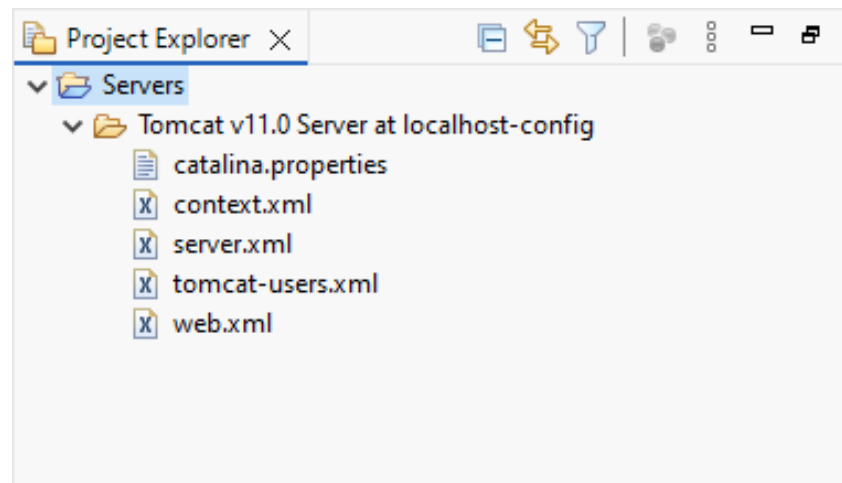 Project Explorer
Servers
Tomcat v11.0 Server at localhost-config
catalina.properties
context.xml
server.xml
tomcat-users.xml
web.xml